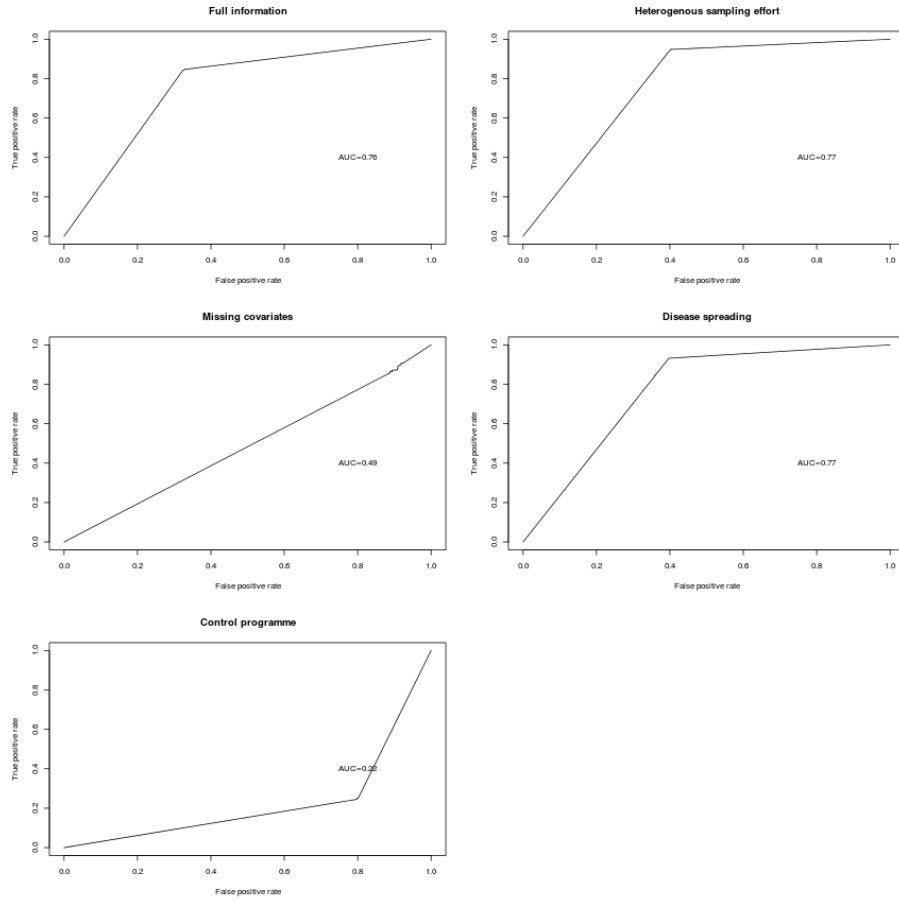 Full information
1.0
0.8
0.6
0.4
0.2
0.0
True positive rate
AUC=0.76
0.0 0.2 0.4 0.6 0.8 1.0
False positive rate
Heterogenous sampling effort
1.0
0.8
0.6
0.4
0.2
0.0
True positive rate
AUC=0.77
0.0 0.2 0.4 0.6 0.8 1.0
False positive rate
Missing covariates
1.0
0.8
0.6
0.4
0.2
0.0
True positive rate
AUC=0.49
0.0 0.2 0.4 0.6 0.8 1.0
False positive rate
Disease spreading
1.0
0.8
0.6
0.4
0.2
0.0
True positive rate
AUC=0.77
0.0 0.2 0.4 0.6 0.8 1.0
False positive rate
Control programme
1.0
0.8
0.6
0.4
0.2
0.0
True positive rate
AUC=0.22
0.0 0.2 0.4 0.6 0.8 1.0
False positive rate